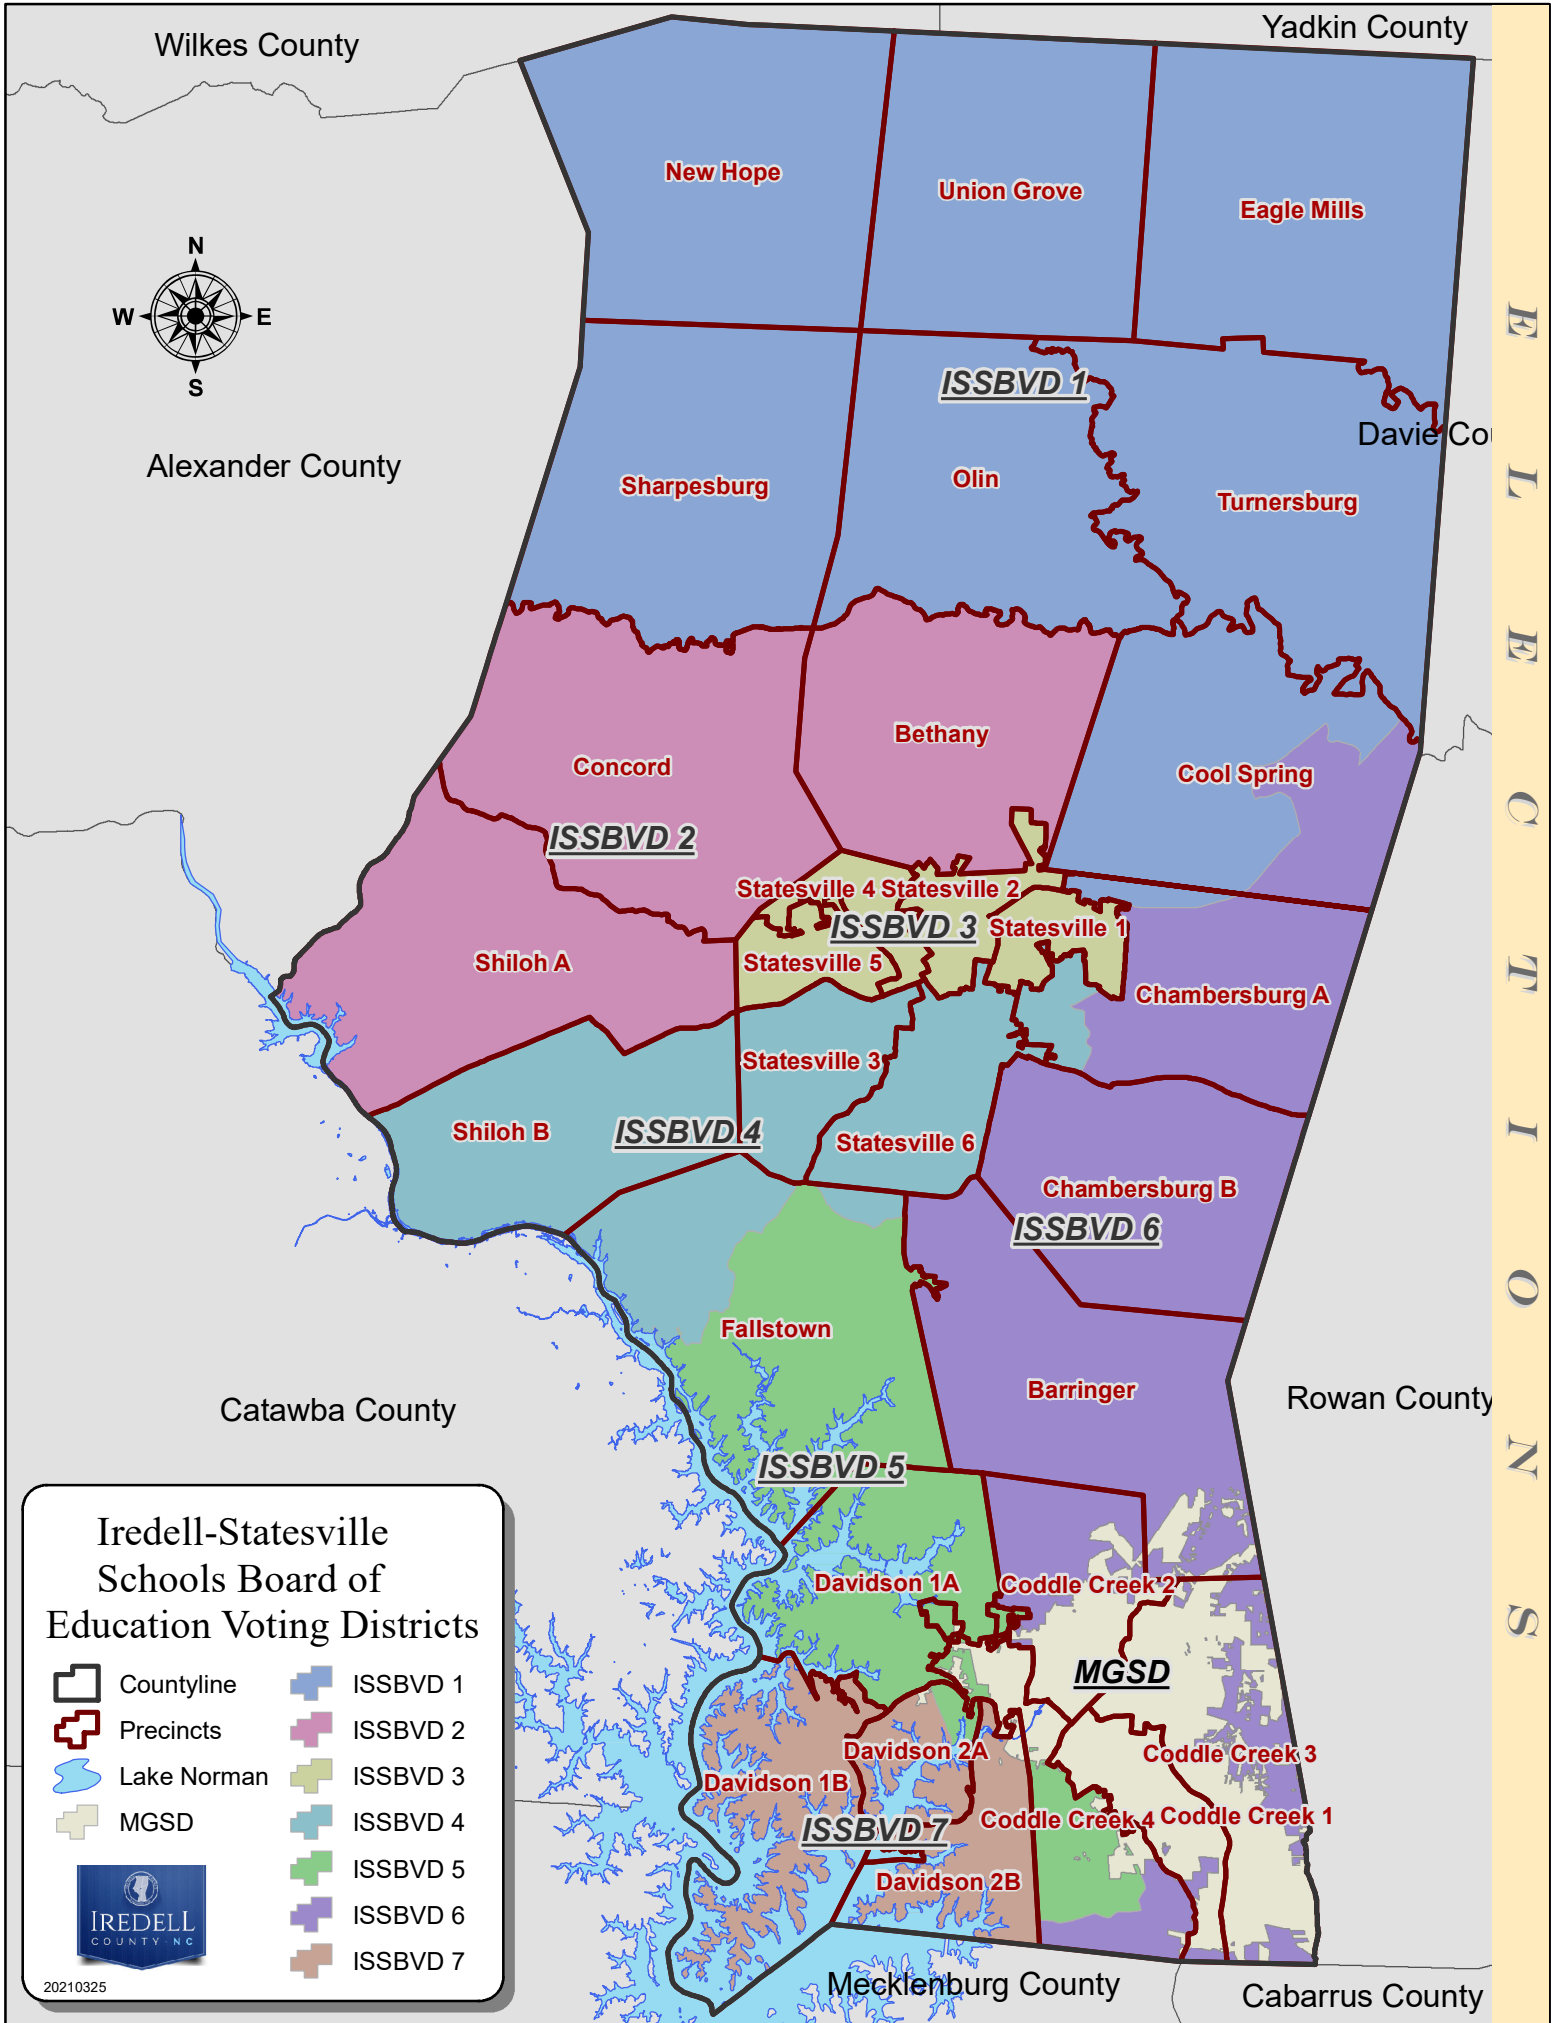 Wilkes County
Yadkin County
New Hope
Union Grove
Eagle Mills
N
W
E
S
ISSBVD 1
Davie Cou
Alexander County
Sharpesburg
Olin
Turnersburg
Bethany
Concord
Cool Spring
ISSBVD 2
Statesville 4
Statesville 2
ISSBVD 3
Statesville 1
Shiloh A
Statesville 5
Chambersburg A
Statesville 3
Shiloh B
ISSBVD 4
Statesville 6
Chambersburg B
ISSBVD 6
Fallstown
Barringer
Catawba County
Rowan County
ISSBVD 5
Davidson 1A
Coddle Creek 2
MGSD
Davidson 2A
Coddle Creek 3
Davidson 1B
Coddle Creek 4
Coddle Creek 1
ISSBVD 7
Davidson 2B
Mecklenburg County
Cabarrus County
ELECTIONS
Iredell-Statesville
Schools Board of
Education Voting Districts
Countyline
Precincts
Lake Norman
MGSD
ISSBVD 1
ISSBVD 2
ISSBVD 3
ISSBVD 4
ISSBVD 5
ISSBVD 6
ISSBVD 7
IREDELL
COUNTY NC
20210325